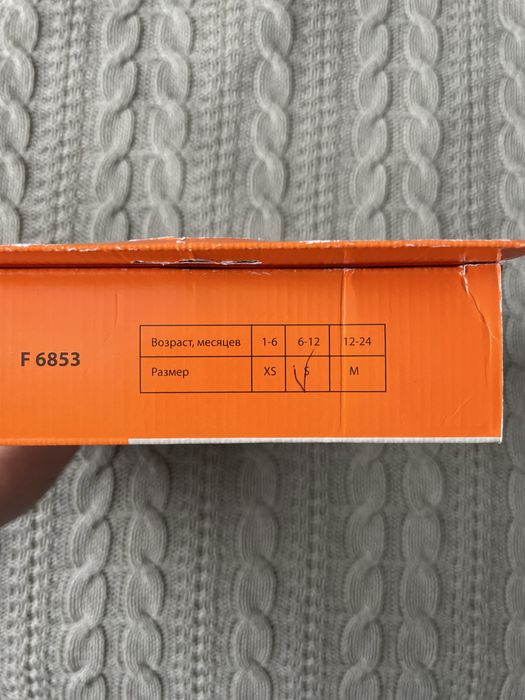 F 6853
Возраст, месяцев 1-6 6-12 12-24
Размер XS S M